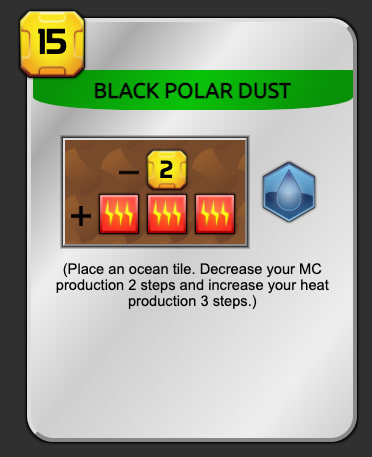 15
BLACK POLAR DUST
− 2
+
(Place an ocean tile. Decrease your MC
production 2 steps and increase your heat
production 3 steps.)